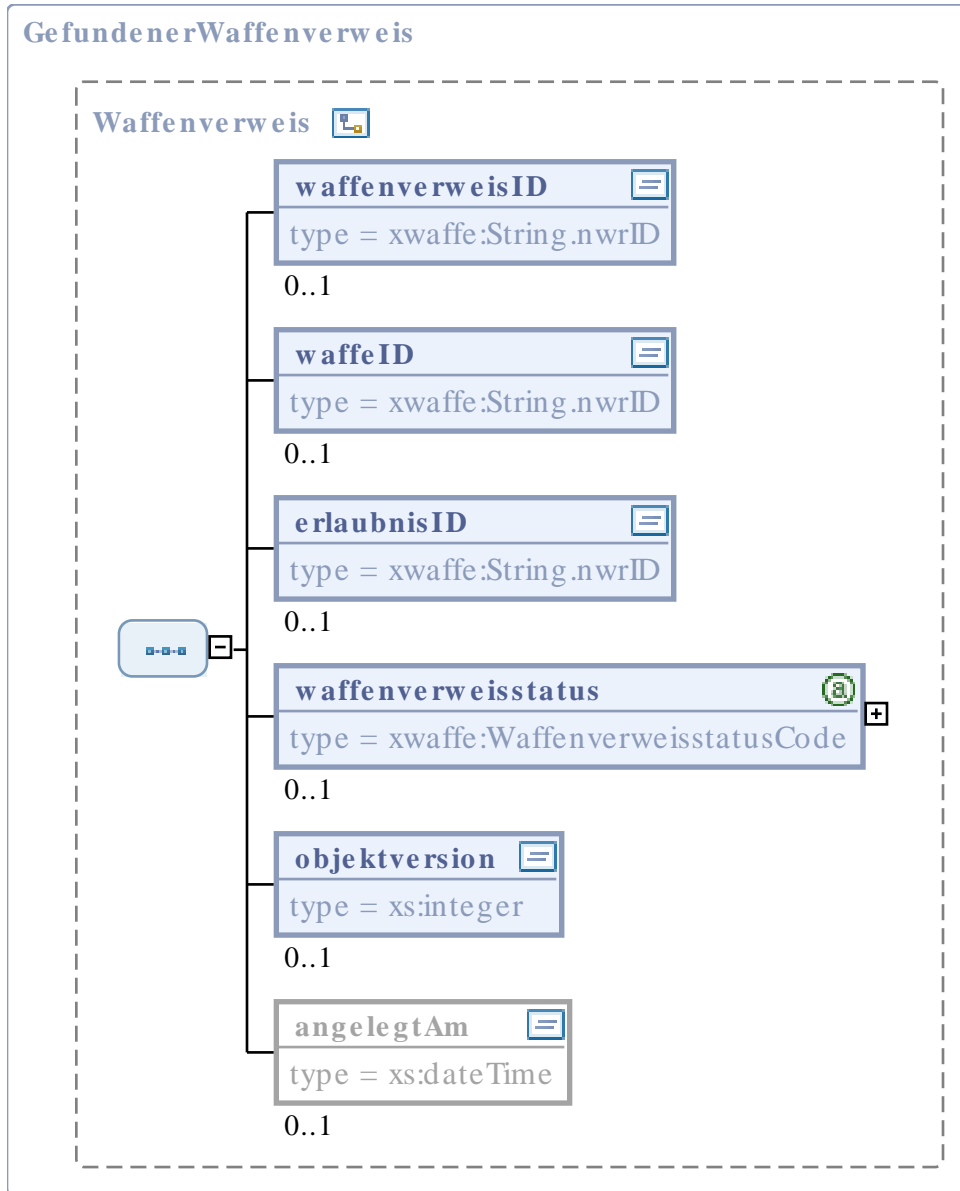 GefundenerWaffenverweis
Waffenverweis
waffenverweisID
type = xwaffe:String.nwrID
0..1
waffeID
type = xwaffe:String.nwrID
0..1
erlaubnisID
type = xwaffe:String.nwrID
0..1
waffenverweisstatus
a
type = xwaffe:WaffenverweisstatusCode
0..1
objektversion
type = xs:integer
0..1
angelegtAm
type = xs:dateTime
0..1